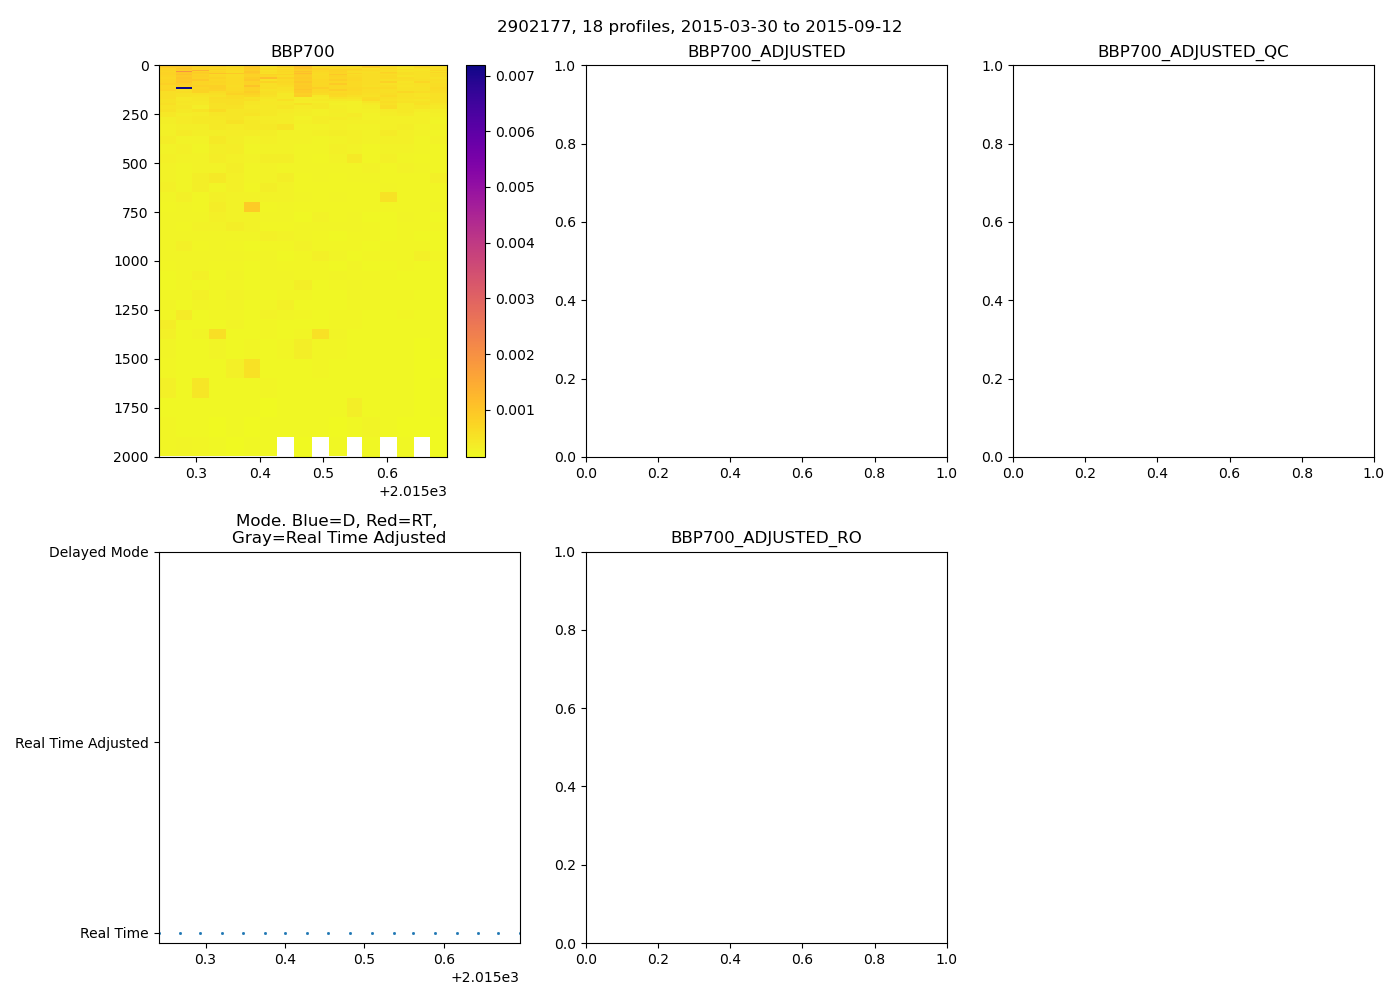 2902177, 18 profiles, 2015-03-30 to 2015-09-12
BBP700
0
250
500
750
1000
1250
1500
1750
2000
0.3 0.4 0.5 0.6
+2.015e3
0.007
0.006
0.005
0.004
0.003
0.002
0.001
BBP700_ADJUSTED
1.0
0.8
0.6
0.4
0.2
0.0
0.0 0.2 0.4 0.6 0.8 1.0
BBP700_ADJUSTED_QC
1.0
0.8
0.6
0.4
0.2
0.0
0.0 0.2 0.4 0.6 0.8 1.0
Mode. Blue=D, Red=RT,
Gray=Real Time Adjusted
Delayed Mode
Real Time Adjusted
Real Time
0.3 0.4 0.5 0.6
+2.015e3
BBP700_ADJUSTED_RO
1.0
0.8
0.6
0.4
0.2
0.0
0.0 0.2 0.4 0.6 0.8 1.0